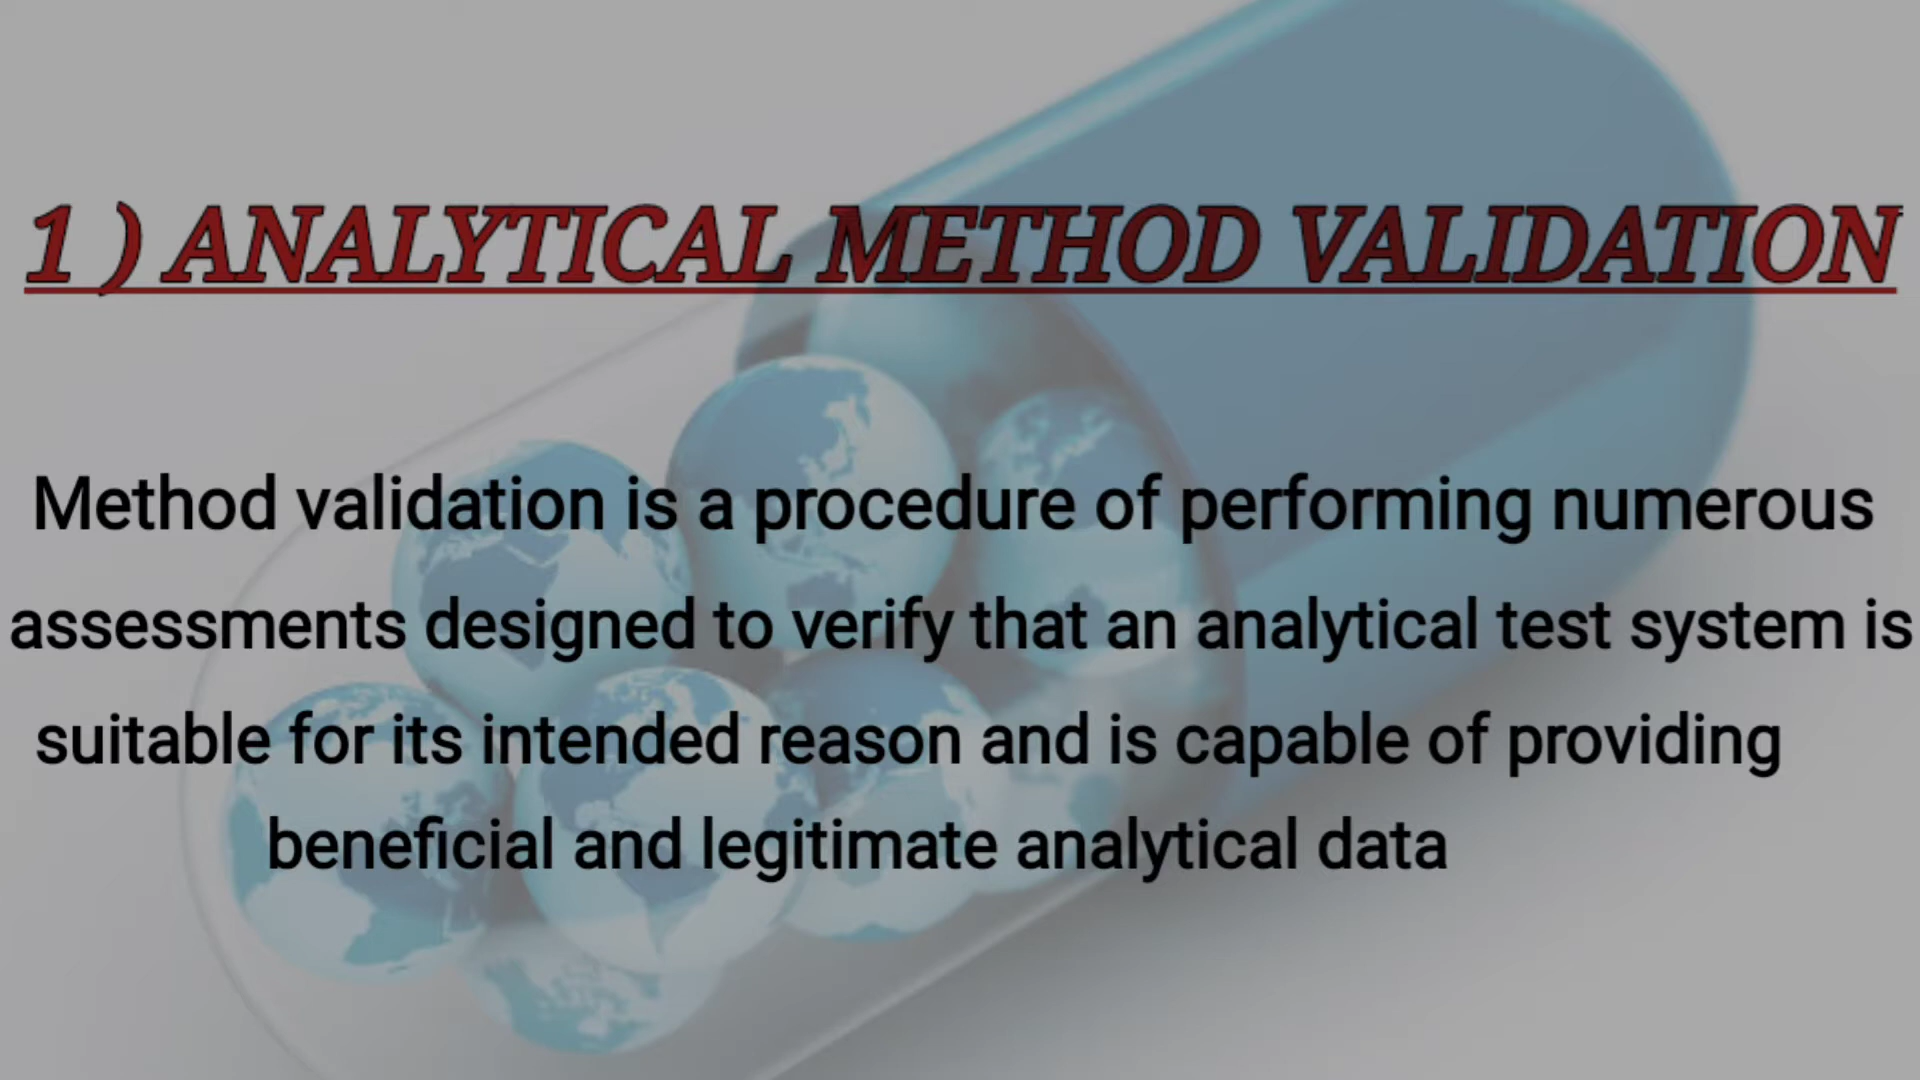 1 ) ANALYTICAL METHOD VALIDATION
Method validation is a procedure of performing numerous
assessments designed to verify that an analytical test system is
suitable for its intended reason and is capable of providing
beneficial and legitimate analytical data